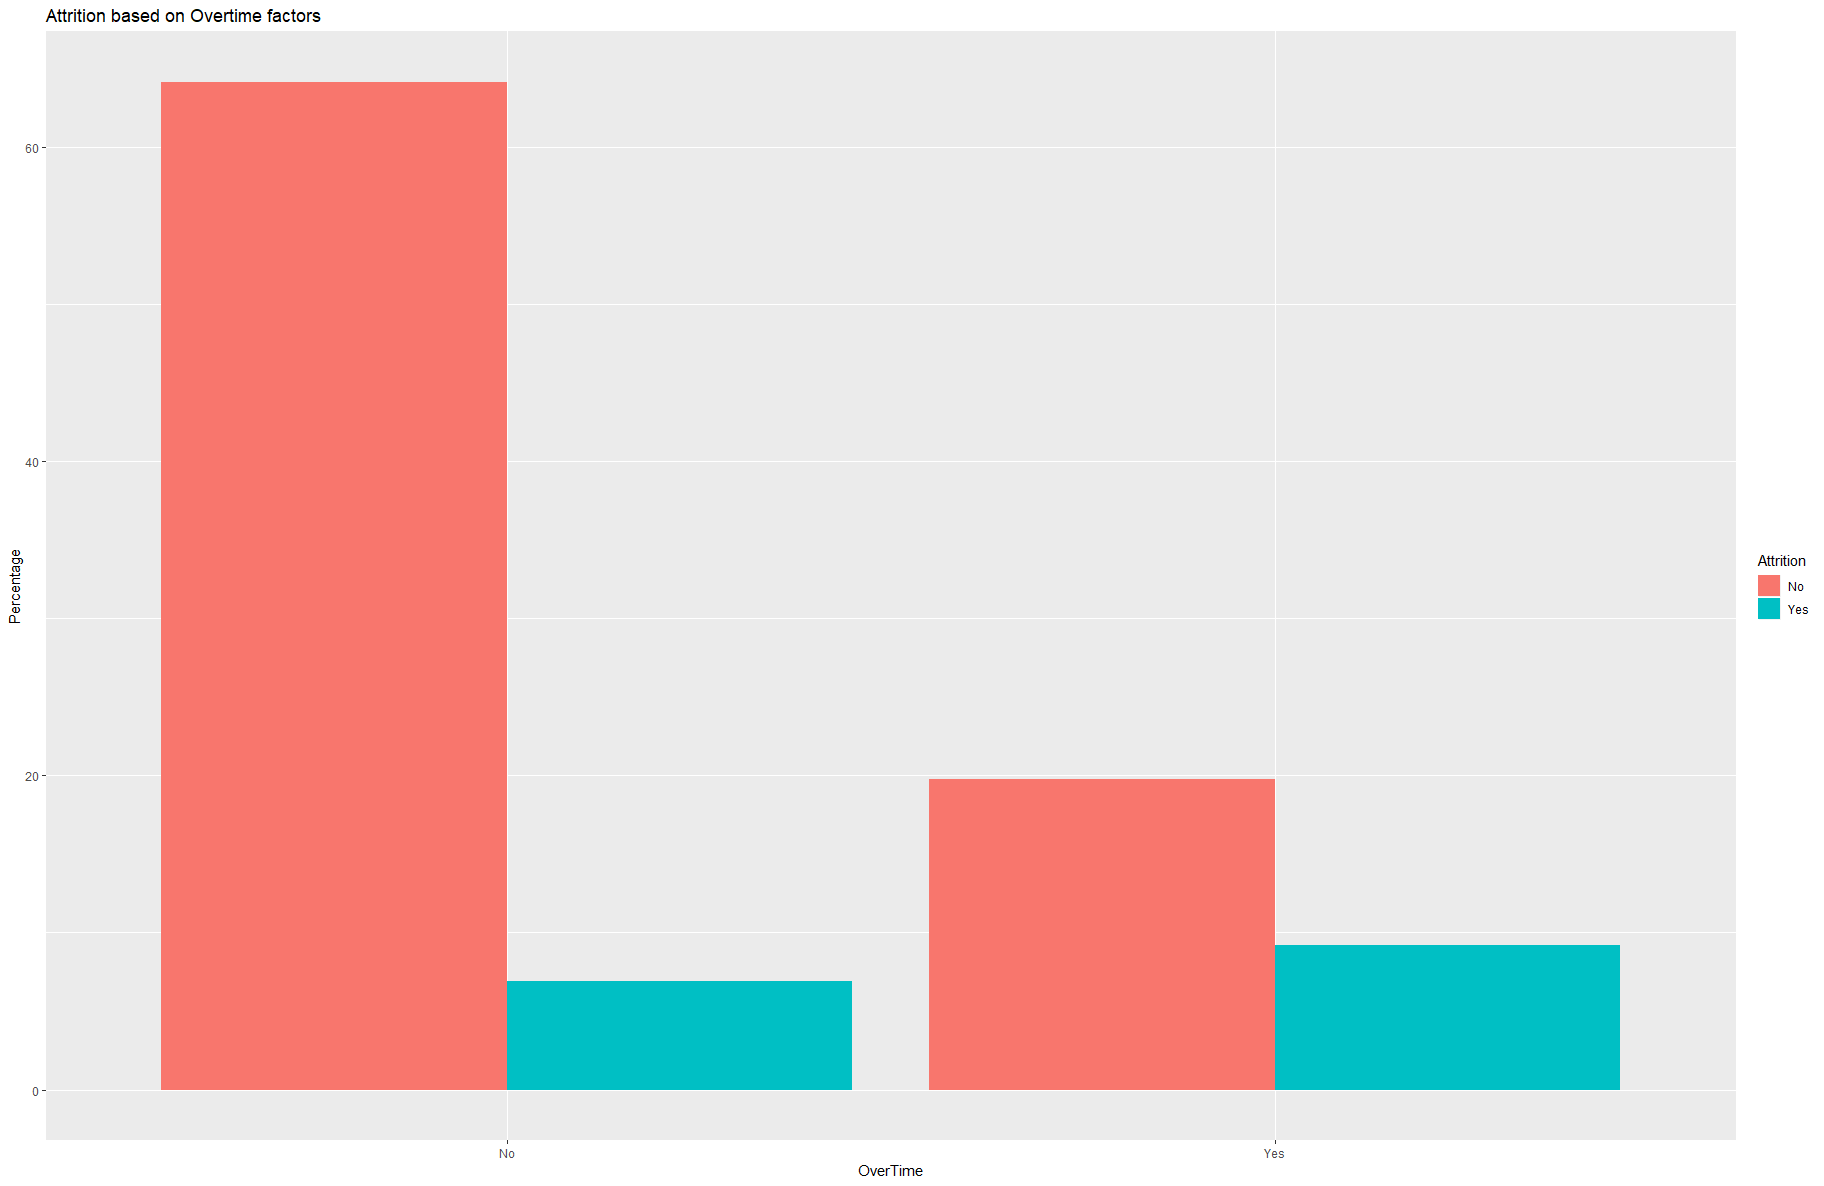 Attrition based on Overtime factors
60
40
20
0
Percentage
No
Yes
OverTime
Attrition
No
Yes